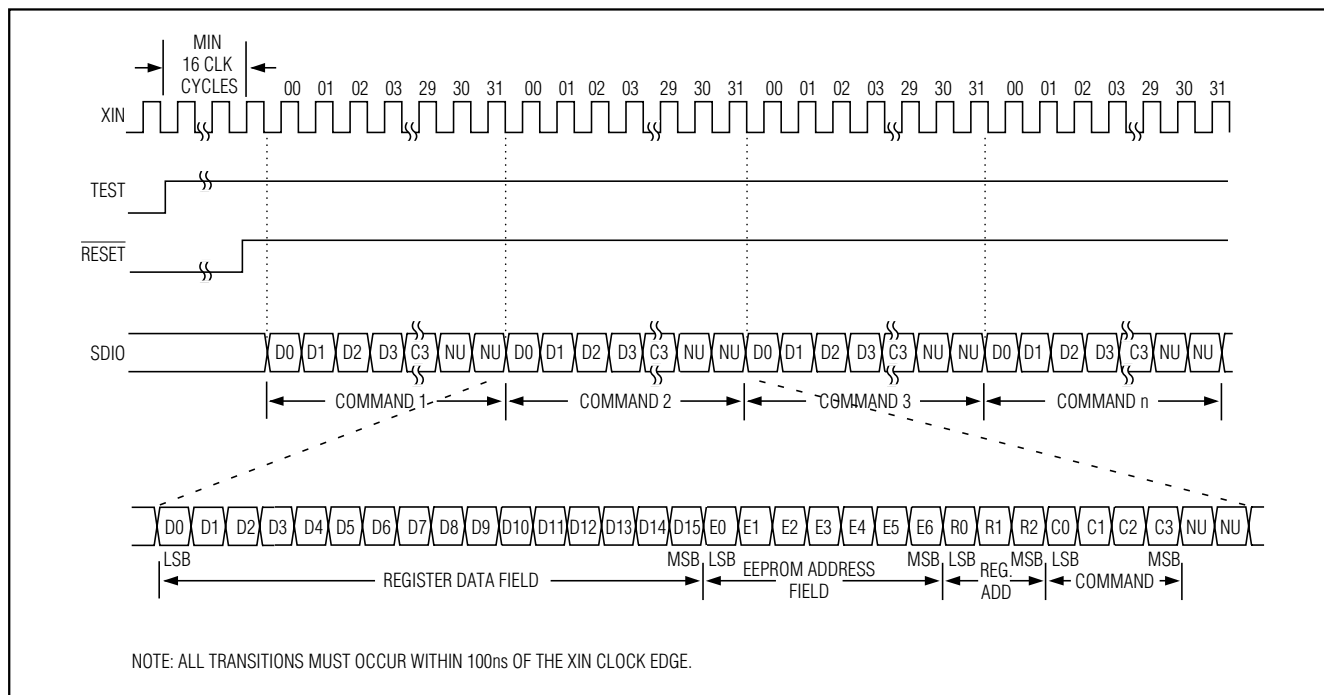 MIN
16 CLK
CYCLES
00 01 02 03 29 30 31 00 01 02 03 29 30 31 00 01 02 03 29 30 31 00 01 02 03 29 30 31
XIN
TEST
RESET
SDIO D0 D1 D2 D3 C3 NU NU D0 D1 D2 D3 C3 NU NU D0 D1 D2 D3 C3 NU NU D0 D1 D2 D3 C3 NU NU
COMMAND 1 COMMAND 2 COMMAND 3 COMMAND n
D0 D1 D2 D3 D4 D5 D6 D7 D8 D9 D10 D11 D12 D13 D14 D15 E0 E1 E2 E3 E4 E5 E6 R0 R1 R2 C0 C1 C2 C3 NU NU
LSB MSB LSB MSB LSB MSB LSB MSB
REGISTER DATA FIELD
EEPROM ADDRESS
FIELD
REG.
ADD
COMMAND
NOTE: ALL TRANSITIONS MUST OCCUR WITHIN 100ns OF THE XIN CLOCK EDGE.